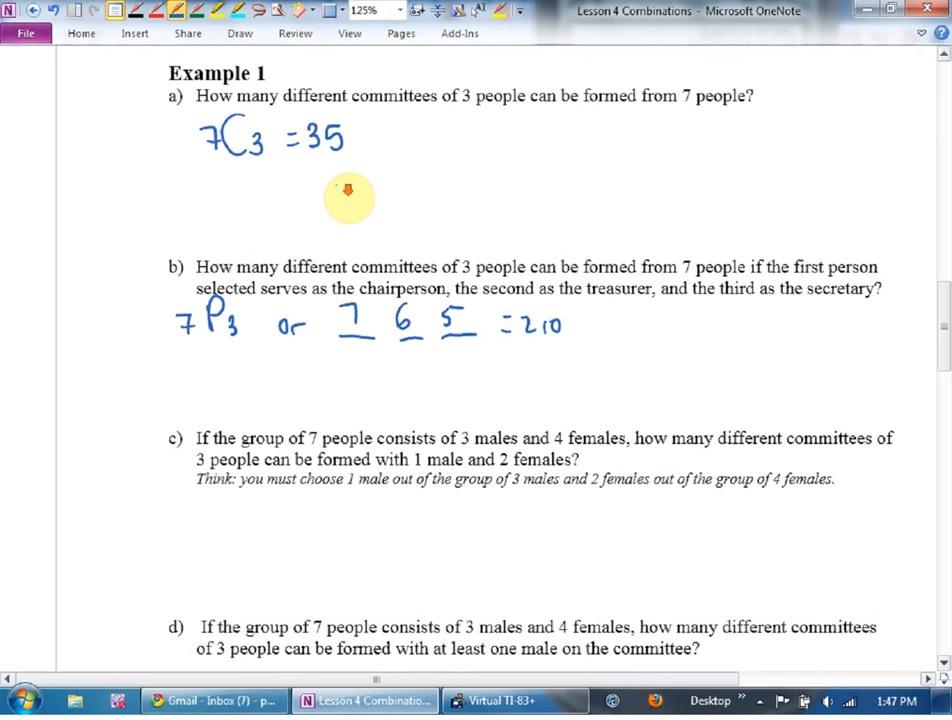 125%
Lesson 4 Combinations - Microsoft OneNote
File Home Insert Share Draw Review View Pages Add-Ins
Example 1
a) How many different committees of 3 people can be formed from 7 people?
7C3 = 35
b) How many different committees of 3 people can be formed from 7 people if the first person
selected serves as the chairperson, the second as the treasurer, and the third as the secretary?
7P3 or 7 6 5 = 210
c) If the group of 7 people consists of 3 males and 4 females, how many different committees of
3 people can be formed with 1 male and 2 females?
Think: you must choose 1 male out of the group of 3 males and 2 females out of the group of 4 females.
d) If the group of 7 people consists of 3 males and 4 females, how many different committees
of 3 people can be formed with at least one male on the committee?
Gmail - Inbox (7) - p... Lesson 4 Combinatio... Virtual TI-83+ Desktop 1:47 PM